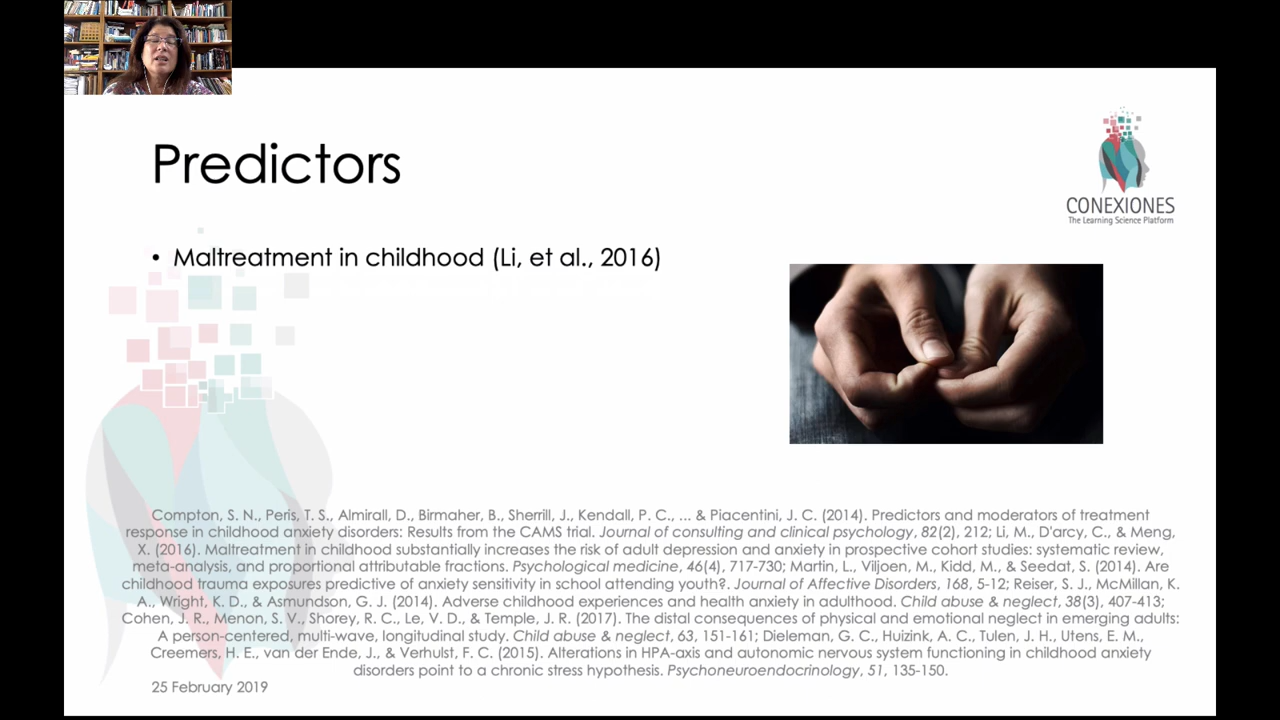 Predictors
CONEXIONES
The Learning Science Platform
• Maltreatment in childhood (Li, et al., 2016)
Compton, S. N., Peris, T. S., Almirall, D., Birmaher, B., Sherrill, J., Kendall, P. C., ... & Piacentini, J. C. (2014). Predictors and moderators of treatment
response in childhood anxiety disorders: Results from the CAMS trial. Journal of consulting and clinical psychology, 82(2), 212; Li, M., D'arcy, C., & Meng,
X. (2016). Maltreatment in childhood substantially increases the risk of adult depression and anxiety in prospective cohort studies: systematic review,
meta-analysis, and proportional attributable fractions. Psychological medicine, 46(4), 717-730; Martin, L., Viljoen, M., Kidd, M., & Seedat, S. (2014). Are
childhood trauma exposures predictive of anxiety sensitivity in school attending youth?. Journal of Affective Disorders, 168, 5-12; Reiser, S. J., McMillan, K.
A., Wright, K. D., & Asmundson, G. J. (2014). Adverse childhood experiences and health anxiety in adulthood. Child abuse & neglect, 38(3), 407-413;
Cohen, J. R., Menon, S. V., Shorey, R. C., Le, V. D., & Temple, J. R. (2017). The distal consequences of physical and emotional neglect in emerging adults:
A person-centered, multi-wave, longitudinal study. Child abuse & neglect, 63, 151-161; Dieleman, G. C., Huizink, A. C., Tulen, J. H., Utens, E. M.,
Creemers, H. E., van der Ende, J., & Verhulst, F. C. (2015). Alterations in HPA-axis and autonomic nervous system functioning in childhood anxiety
disorders point to a chronic stress hypothesis. Psychoneuroendocrinology, 51, 135-150.
25 February 2019